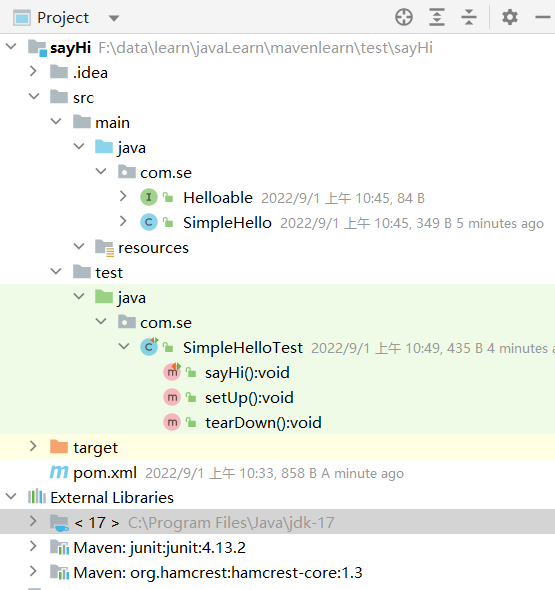 Project
sayHi F:\data\learn\javaLearn\mavenlearn\test\sayHi
.idea
src
main
java
com.se
I Helloable 2022/9/1 上午 10:45, 84 B
C SimpleHello 2022/9/1 上午 10:45, 349 B 5 minutes ago
resources
test
java
com.se
C SimpleHelloTest 2022/9/1 上午 10:49, 435 B 4 minutes a
m sayHi():void
m setUp():void
m tearDown():void
target
m pom.xml 2022/9/1 上午 10:33, 858 B A minute ago
External Libraries
< 17 > C:\Program Files\Java\jdk-17
Maven: junit:junit:4.13.2
Maven: org.hamcrest:hamcrest-core:1.3